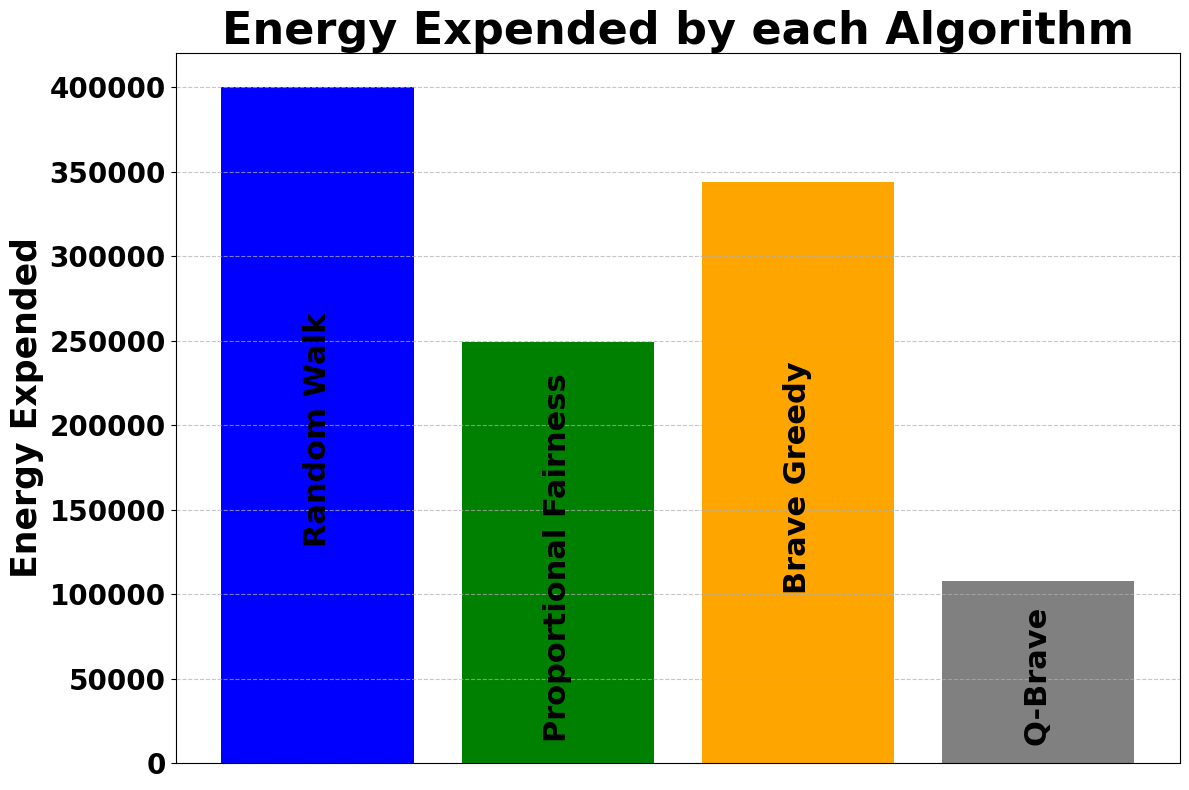 Energy Expended by each Algorithm
Energy Expended
400000
350000
300000
250000
200000
150000
100000
50000
0
Random Walk
Proportional Fairness
Brave Greedy
Q-Brave